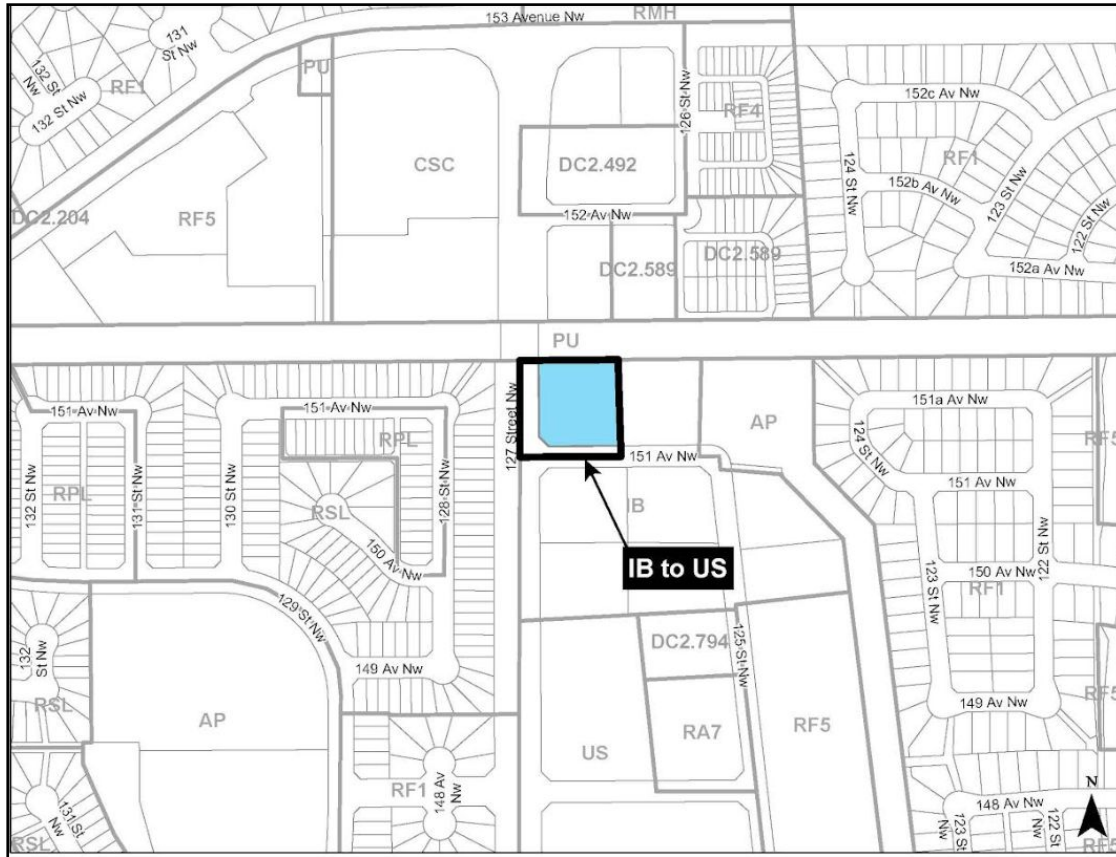 153 Avenue Nw
RMH
131
St Nw
132 St
Nw
RF1
132 St Nw
PU
126 St Nw
RF4
152c Av Nw
CSC
DC2.492
RF1
124 St Nw
152b Av Nw
123 St Nw
122 St Nw
DC2.204
RF5
152 Av Nw
DC2.589
DC2.589
152a Av Nw
PU
127 Street Nw
151 Av Nw
151 Av Nw
RPL
151a Av Nw
AP
RF5
124 St Nw
151 Av Nw
132 St Nw
RPL
131 St Nw
130 St Nw
128 St Nw
RSL
150 Av Nw
IB
151 Av Nw
122 St Nw
IB to US
150 Av Nw
123 St Nw
RF1
129 St Nw
132
St Nw
149 Av Nw
DC2.794
125 St Nw
RF5
RSL
AP
149 Av Nw
US
RA7
RF5
RF1
148 Av
Nw
N
131 St
Nw
148 Av Nw
123 St
Nw
122 St
Nw
RSL
RF5